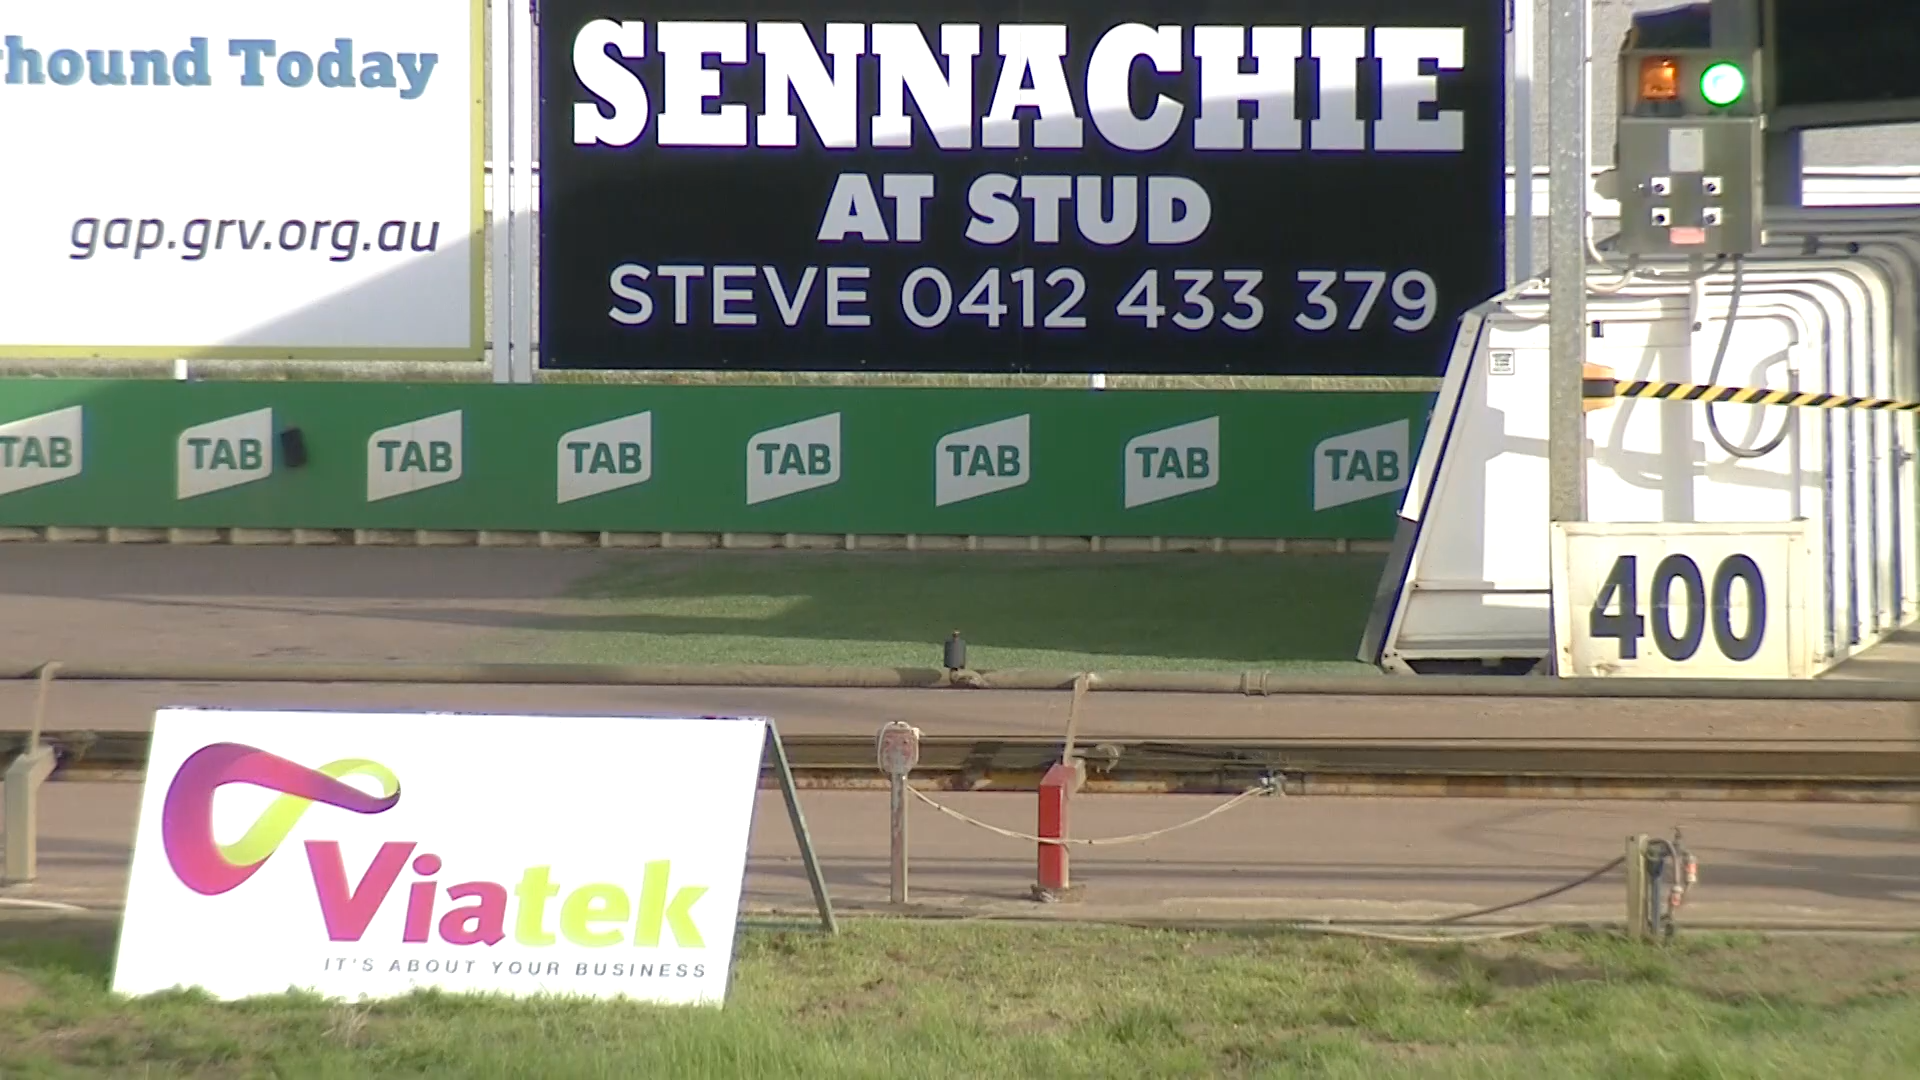 hound Today
gap.grv.org.au
SENNACHIE
AT STUD
STEVE 0412 433 379
TAB TAB TAB TAB TAB TAB TAB TAB
400
Viatek
IT'S ABOUT YOUR BUSINESS